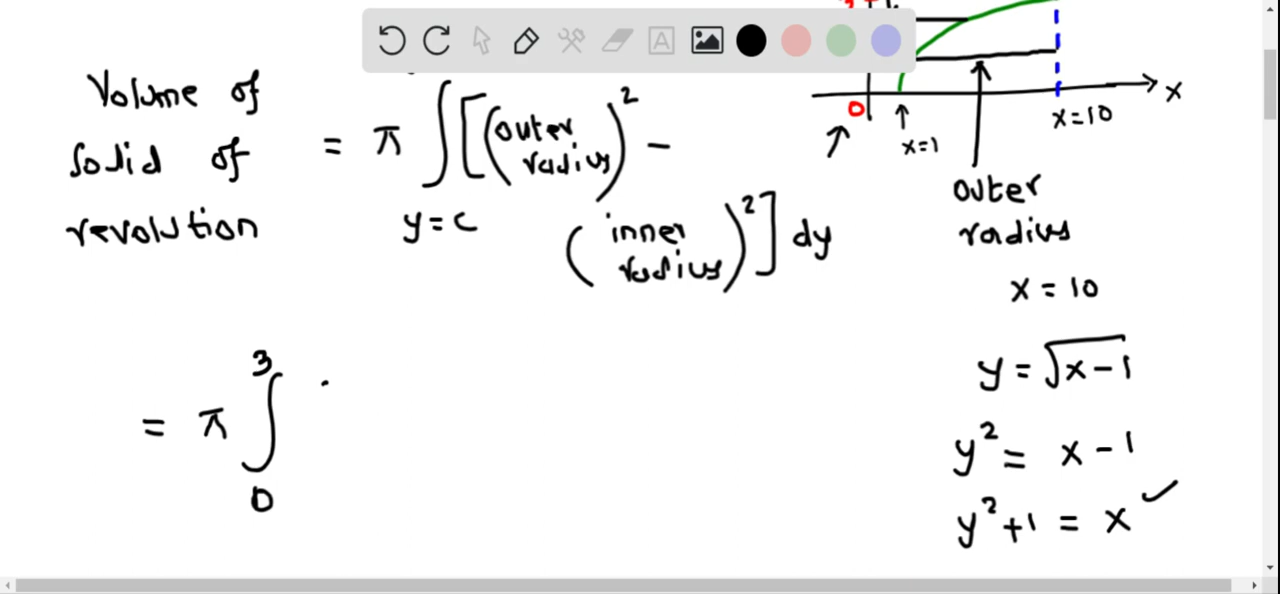 Volume of
solid of
revolution
= π ∫ [(outer radius)² −
y = c
(inner radius)²] dy
= π ∫
3
0
0
x
x=1
x=10
outer
radius
x = 10
y = √x-1
y² = x - 1
y²+1 = x ✓
A